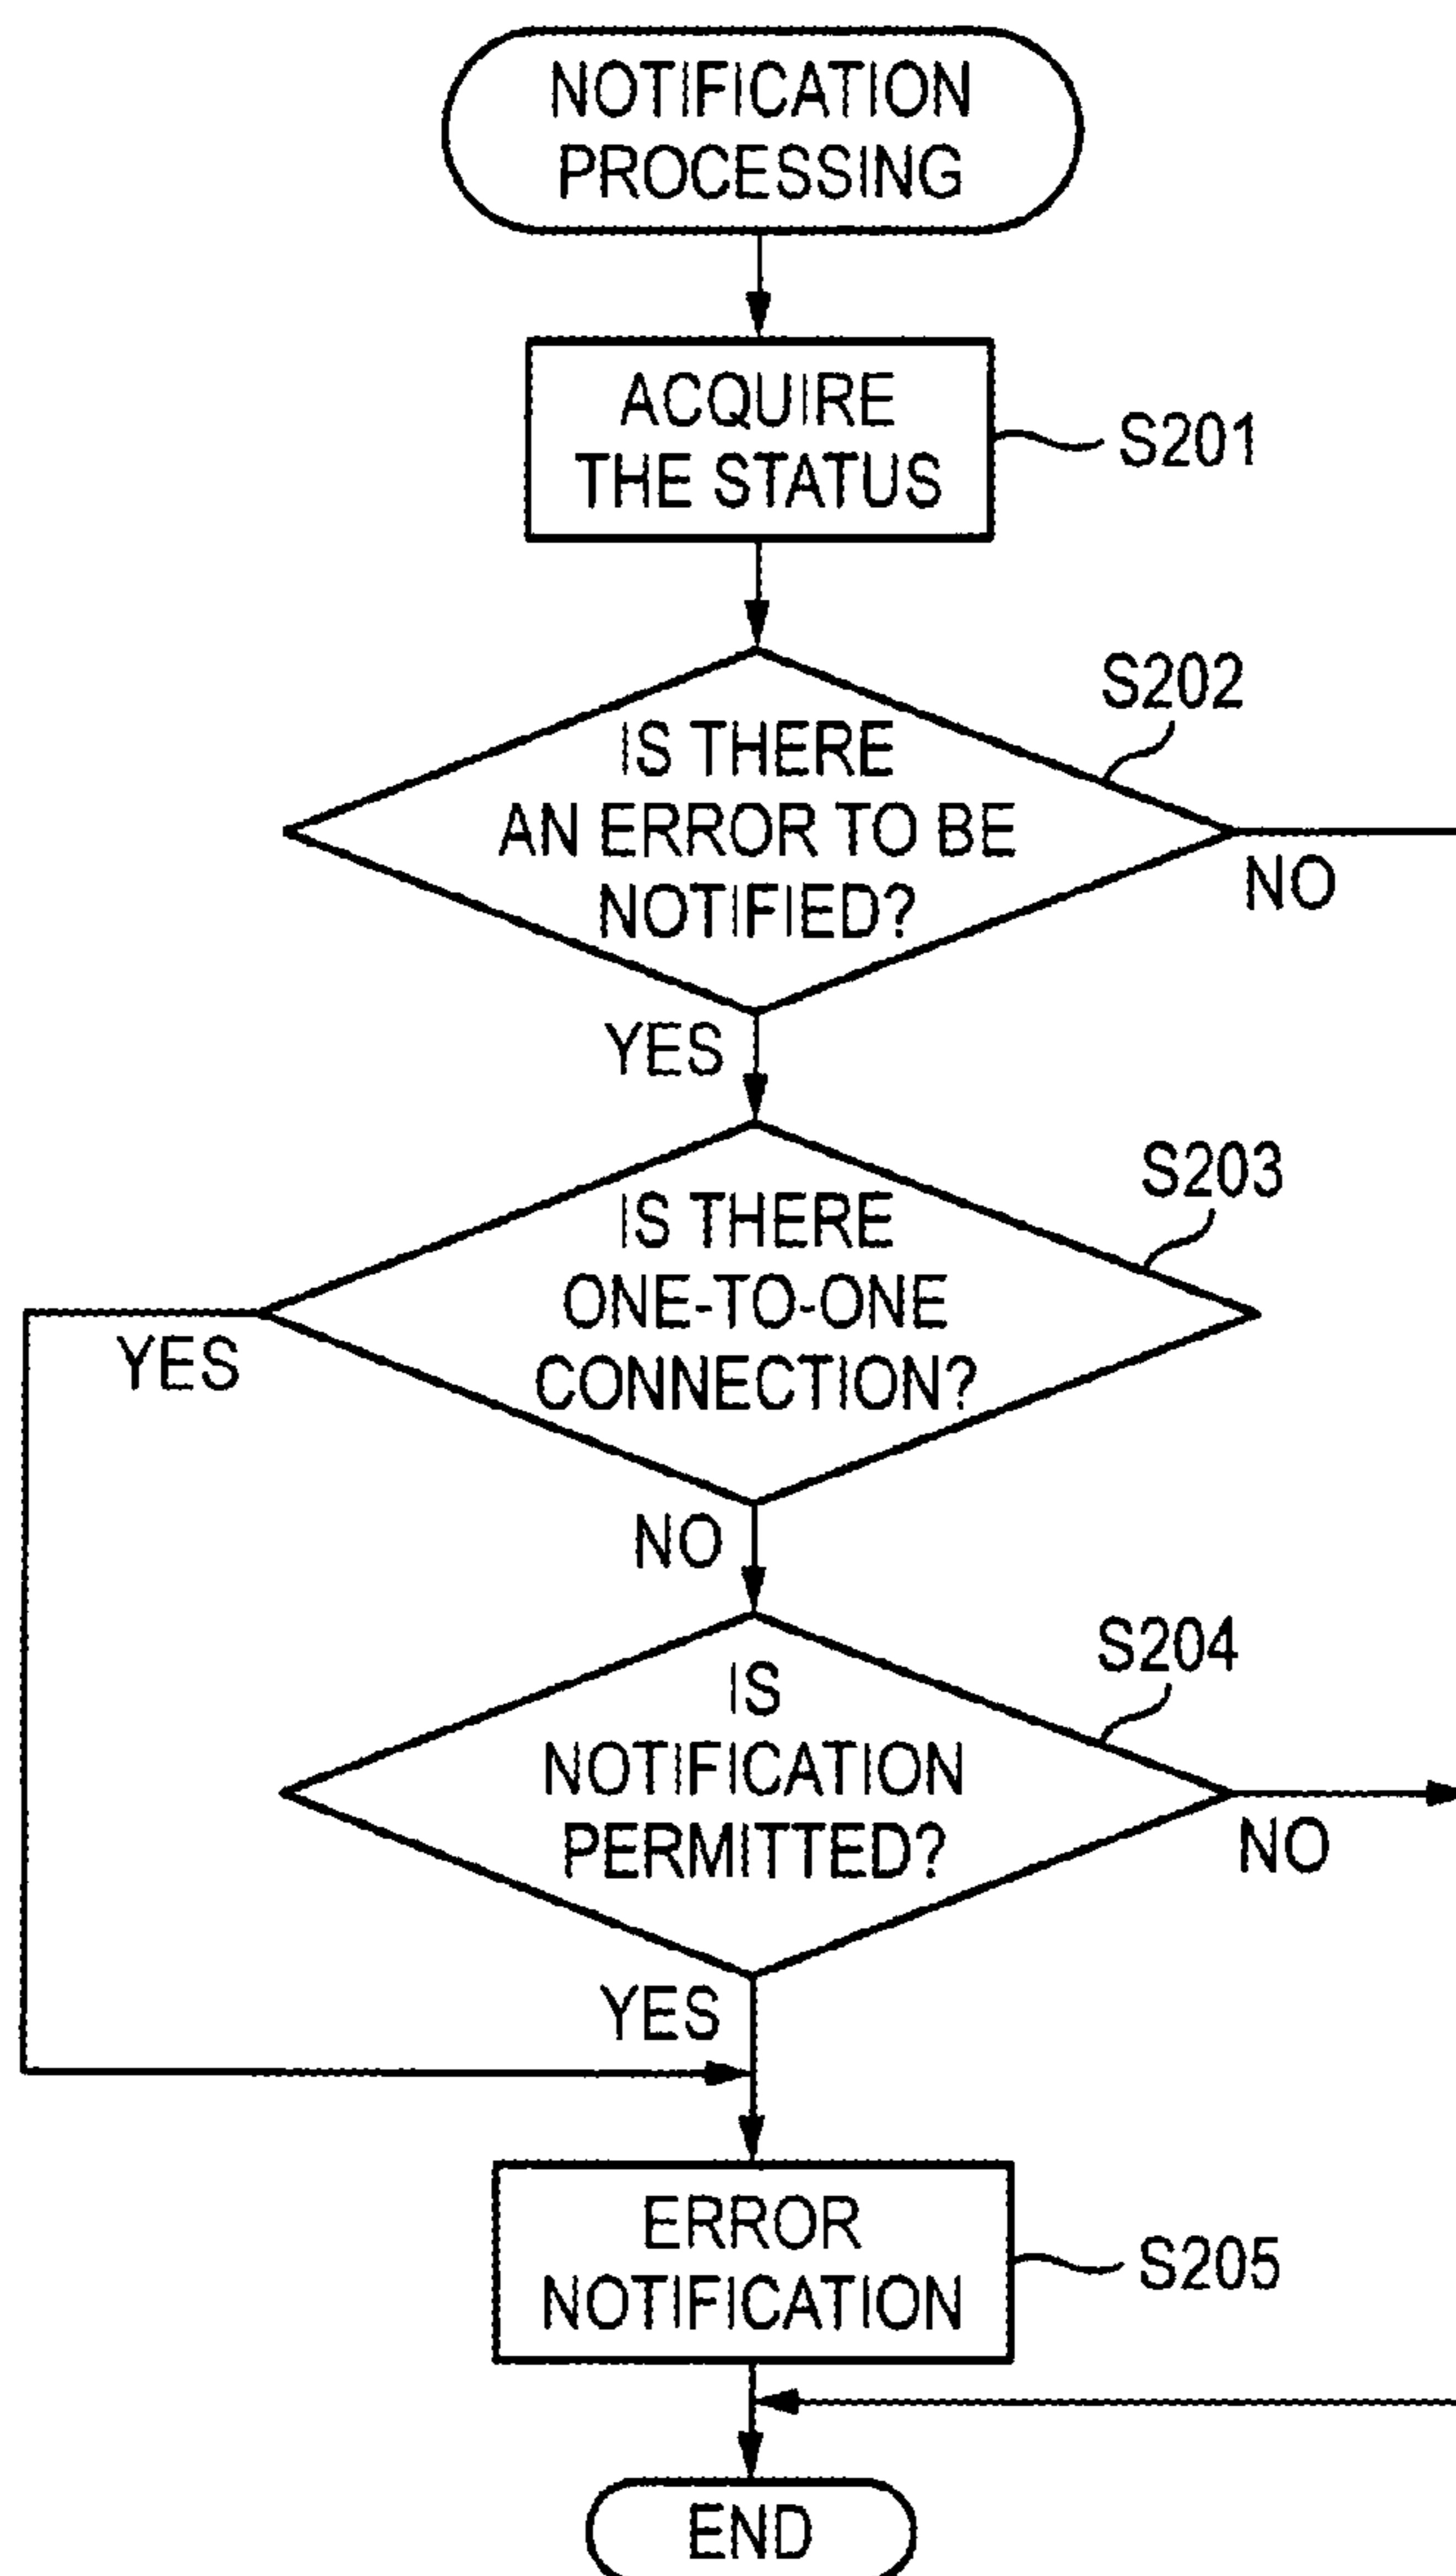 NOTIFICATION
PROCESSING
ACQUIRE
THE STATUS
S201
S202
IS THERE
AN ERROR TO BE
NOTIFIED?
NO
YES
S203
IS THERE
ONE-TO-ONE
CONNECTION?
YES
NO
S204
IS
NOTIFICATION
PERMITTED?
NO
YES
ERROR
NOTIFICATION
S205
END